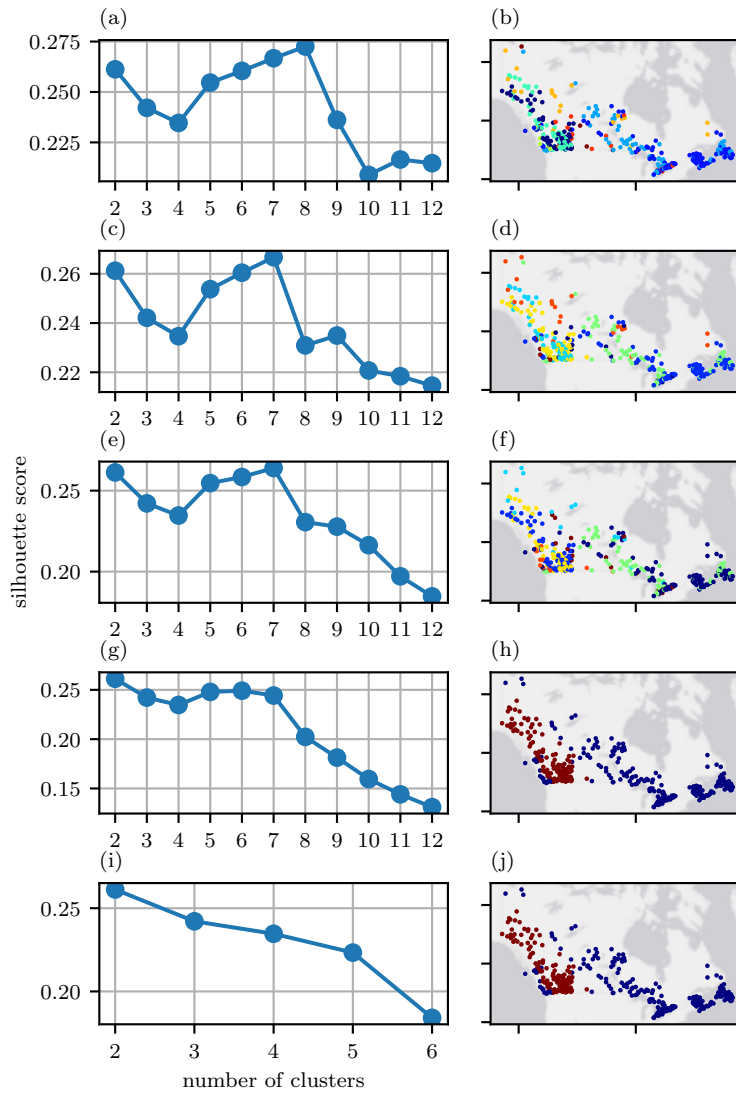 (a)
(b)
0.275
0.250
0.225
2 3 4 5 6 7 8 9 10 11 12
(c)
(d)
0.26
0.24
0.22
2 3 4 5 6 7 8 9 10 11 12
(e)
(f)
silhouette score
0.25
0.20
2 3 4 5 6 7 8 9 10 11 12
(g)
(h)
0.25
0.20
0.15
2 3 4 5 6 7 8 9 10 11 12
(i)
(j)
0.25
0.20
2 3 4 5 6
number of clusters